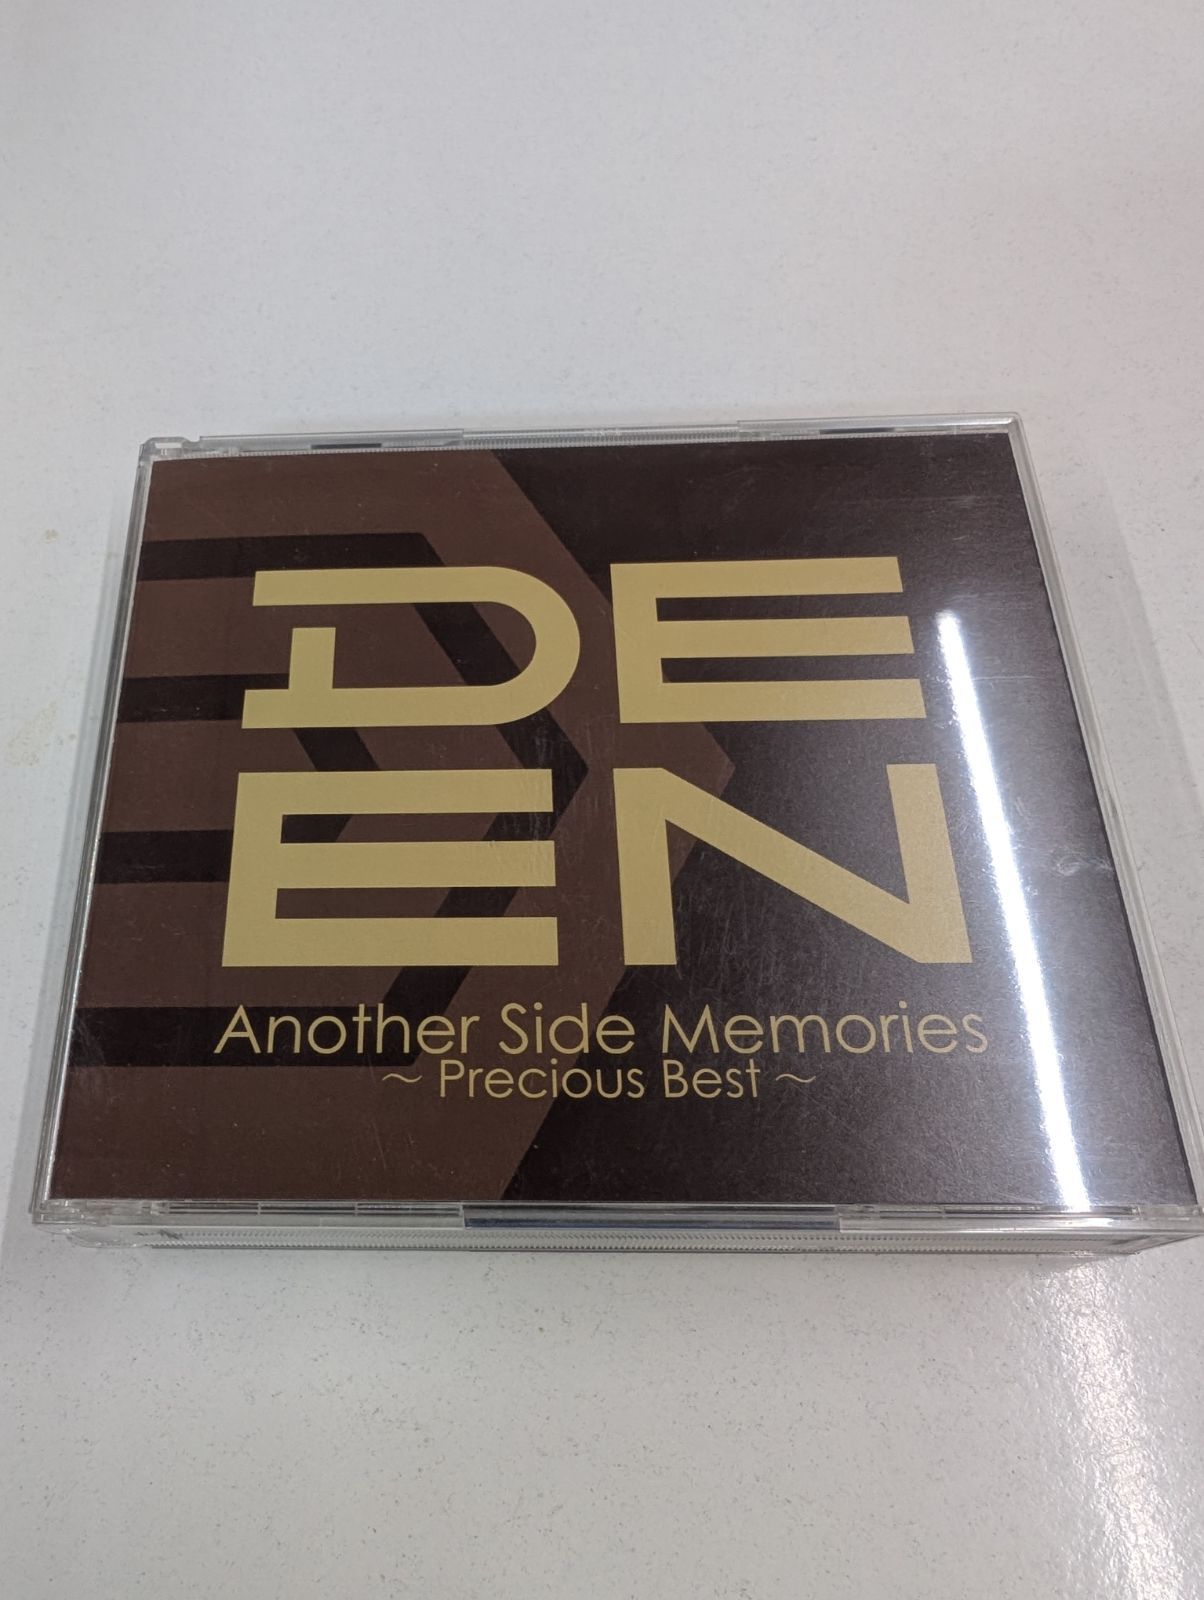 DE
EN
Another Side Memories
～Precious Best～